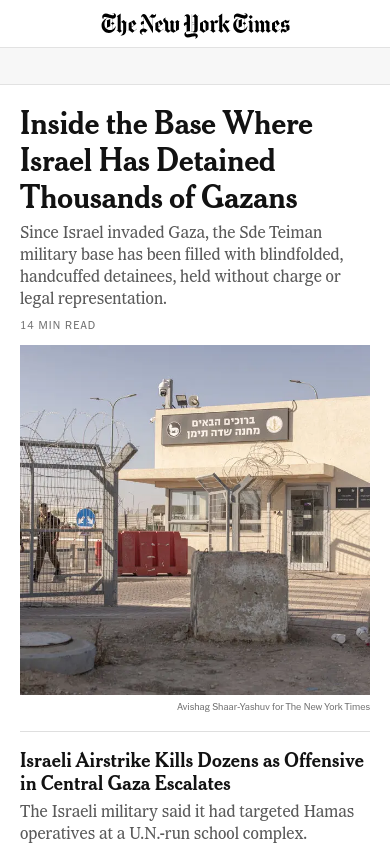 The New York Times
Inside the Base Where
Israel Has Detained
Thousands of Gazans
Since Israel invaded Gaza, the Sde Teiman
military base has been filled with blindfolded,
handcuffed detainees, held without charge or
legal representation.
14 MIN READ
ברוכים הבאים
מחנה שדה תימן
Avishag Shaar-Yashuv for The New York Times
Israeli Airstrike Kills Dozens as Offensive
in Central Gaza Escalates
The Israeli military said it had targeted Hamas
operatives at a U.N.-run school complex.